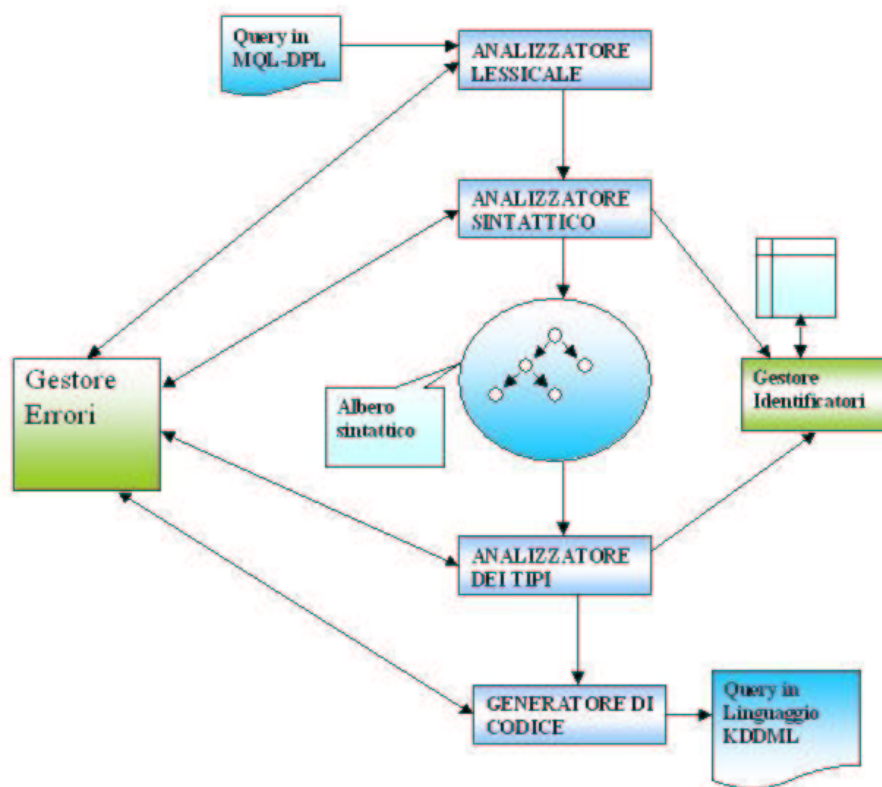 Query in
MQL-DPL
ANALIZZATORE
LESSICALE
ANALIZZATORE
SINTATTICO
Gestore
Errori
Albero
sintattico
Gestore
Identificatori
ANALIZZATORE
DEI TIPI
GENERATORE DI
CODICE
Query in
Linguaggio
KDDML